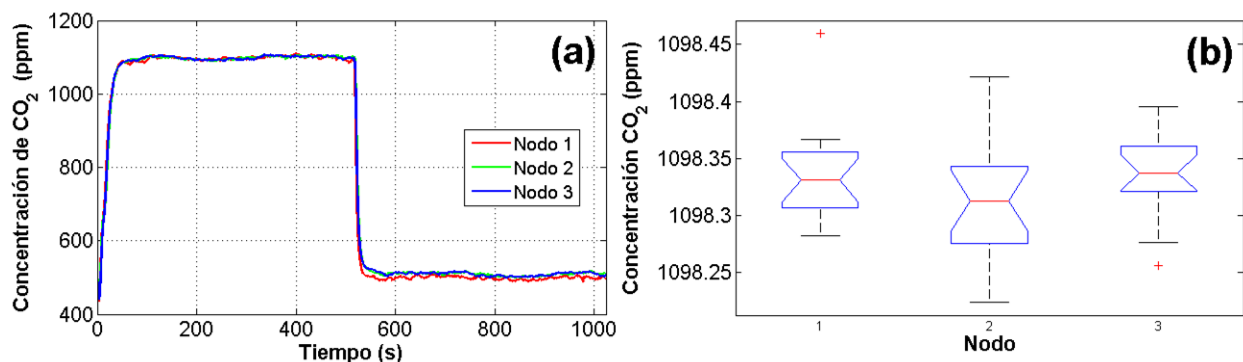 Concentración de CO2 (ppm)
1200
1000
800
600
400
(a)
Nodo 1
Nodo 2
Nodo 3
0 200 400 600 800 1000
Tiempo (s)
Concentración CO2 (ppm)
1098.45
1098.4
1098.35
1098.3
1098.25
(b)
1 2 3
Nodo